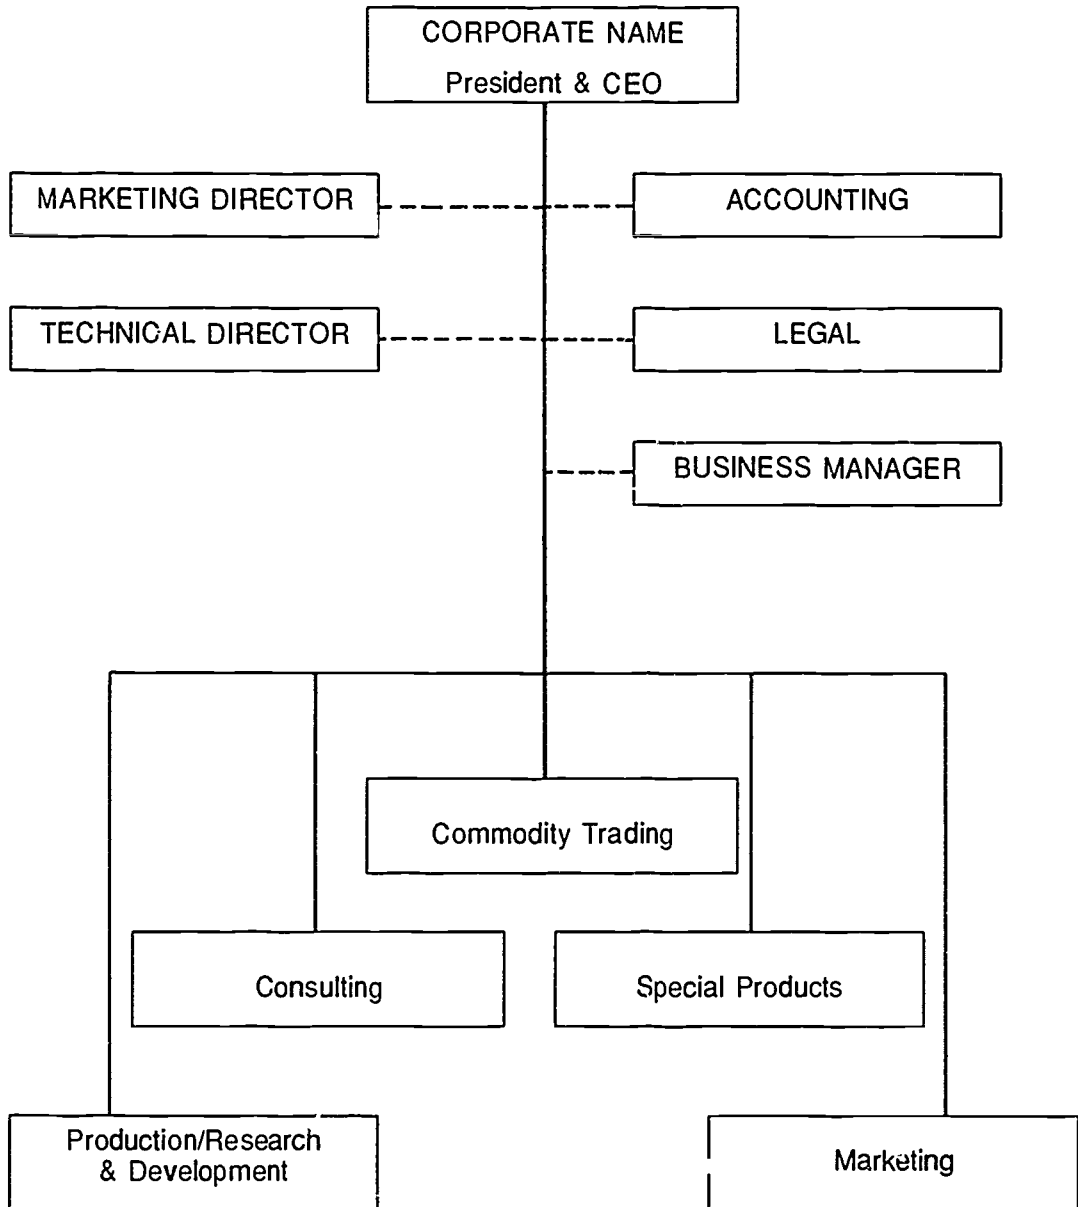 CORPORATE NAME
President & CEO
MARKETING DIRECTOR
ACCOUNTING
TECHNICAL DIRECTOR
LEGAL
BUSINESS MANAGER
Commodity Trading
Consulting
Special Products
Production/Research
& Development
Marketing